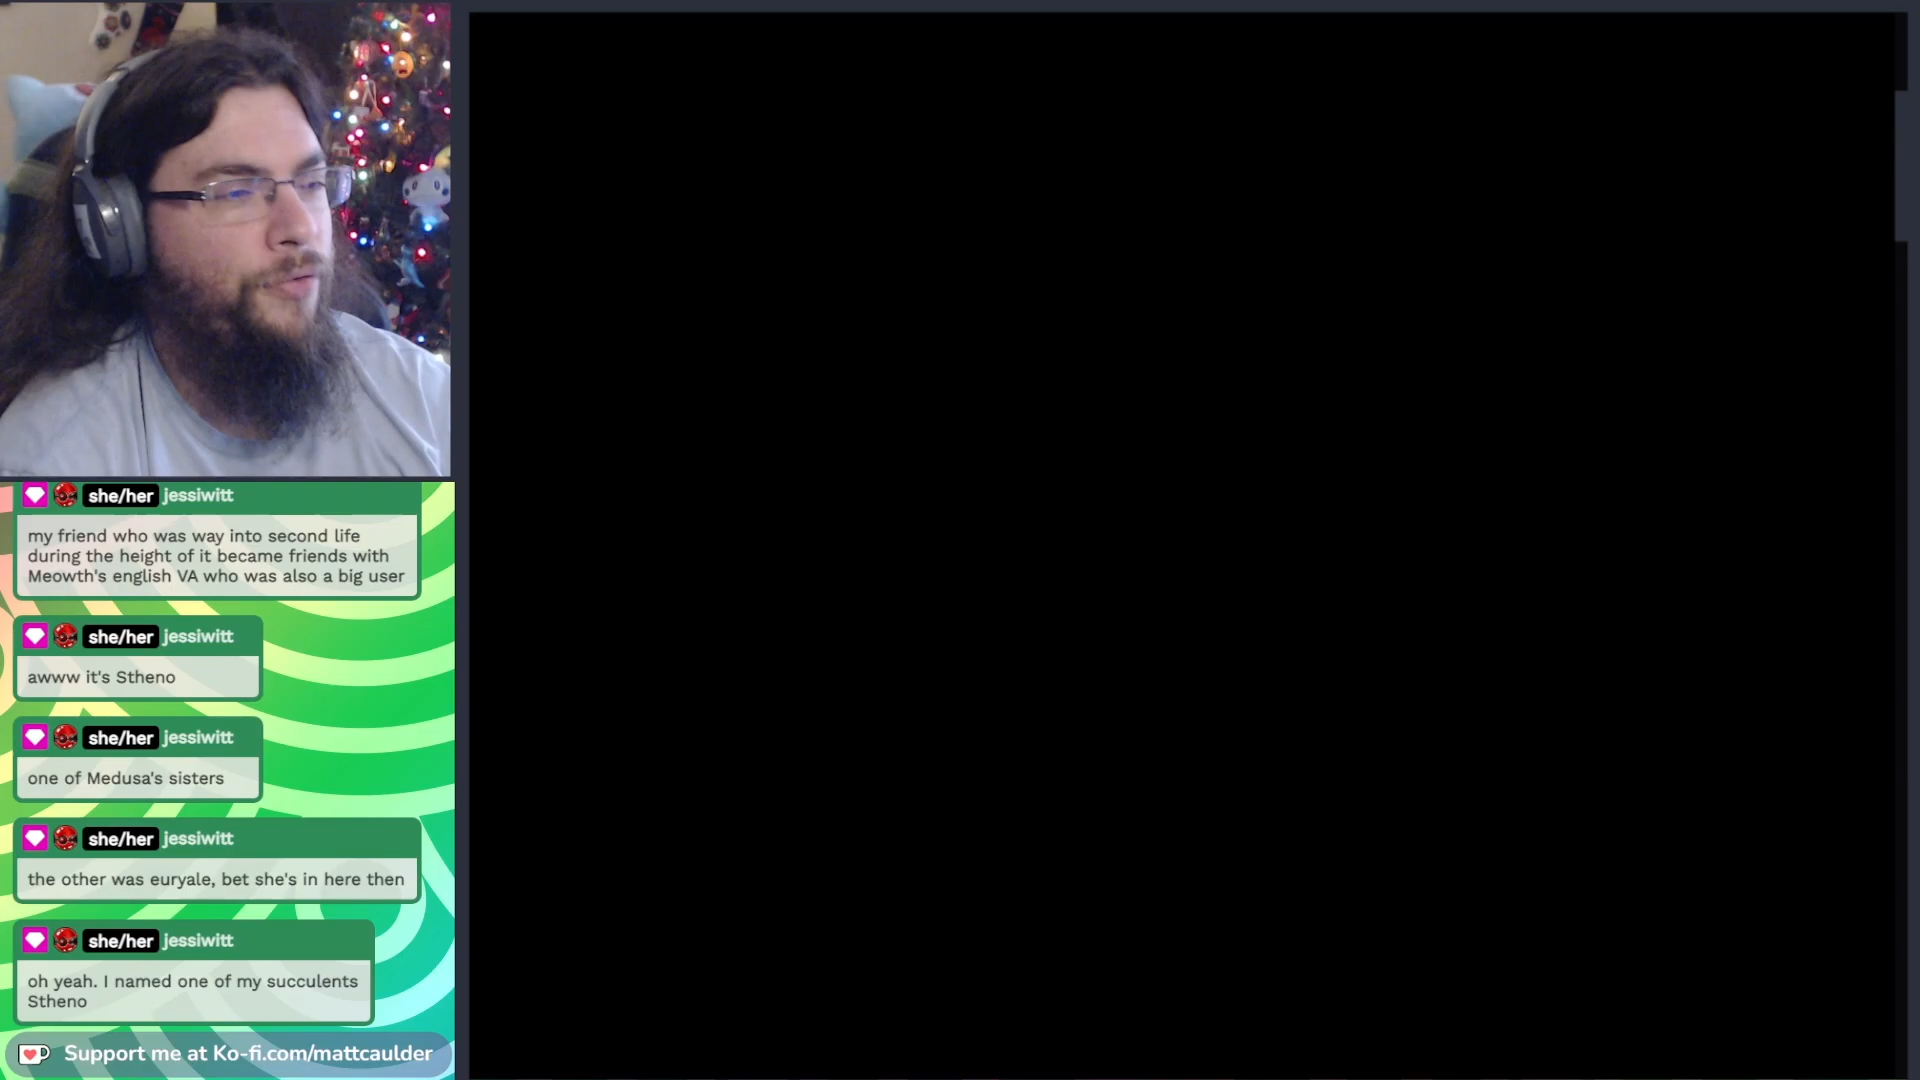 she/her jessiwitt
my friend who was way into second life
during the height of it became friends with
Meowth's english VA who was also a big user
she/her jessiwitt
awww it's Stheno
she/her jessiwitt
one of Medusa's sisters
she/her jessiwitt
the other was euryale, bet she's in here then
she/her jessiwitt
oh yeah. I named one of my succulents
Stheno
Support me at Ko-fi.com/mattcaulder